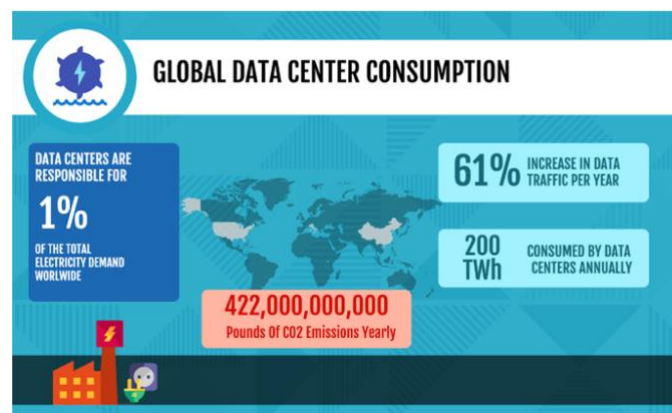 GLOBAL DATA CENTER CONSUMPTION
DATA CENTERS ARE
RESPONSIBLE FOR
1%
OF THE TOTAL
ELECTRICITY DEMAND
WORLWIDE
61%
INCREASE IN DATA
TRAFFIC PER YEAR
200
TWh
CONSUMED BY DATA
CENTERS ANNUALLY
422,000,000,000
Pounds Of CO2 Emissions Yearly